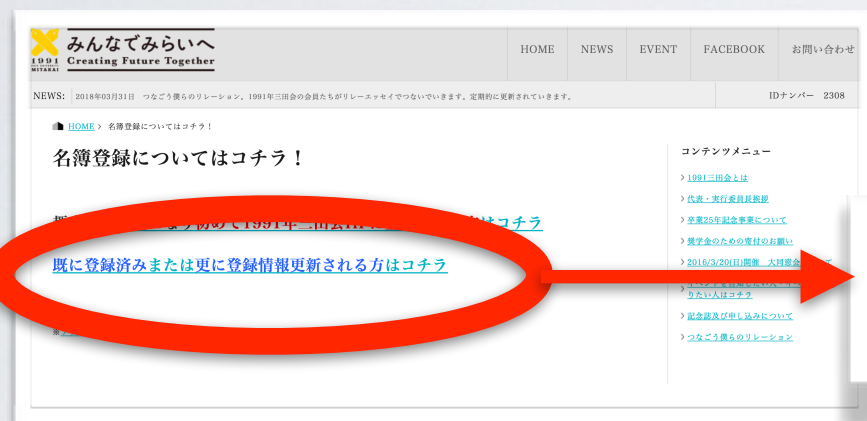 みんなでみらいへ
1991 Creating Future Together
MITAKAI
HOME NEWS EVENT FACEBOOK お問い合わせ
NEWS: 2018年03月31日 つなごう僕らのリレーション。1991年三田会の会員たちがリレーエッセイでつないでいきます。定期的に更新されていきます。 IDナンバー 2308
HOME > 名簿登録についてはコチラ！
名簿登録についてはコチラ！
初めて1991年三田会
はコチラ
既に登録済みまたは更に登録情報更新される方はコチラ
コンテンツメニュー
1991三田会とは
代表・実行委員長挨拶
卒業25年記念事業について
奨学金のための寄付のお願い
2016/3/20(日)開催 大同窓会
りたい人はコチラ
記念誌及び申し込みについて
つなごう僕らのリレーション